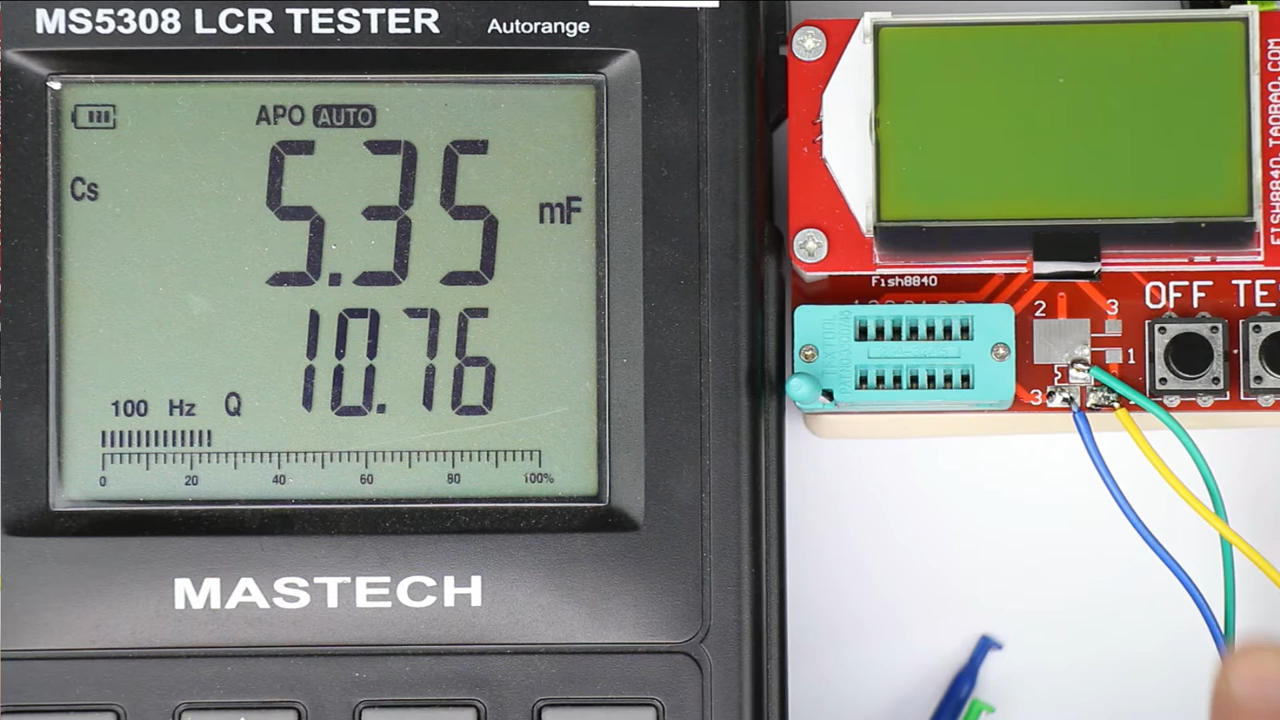 MS5308 LCR TESTER
Autorange
APO AUTO
Cs
5.35
mF
10.76
100 Hz Q
0 20 40 60 80 100%
MASTECH
FISH8840.TAOBAO.COM
Fish8840
2 3
OFF TE
1
3